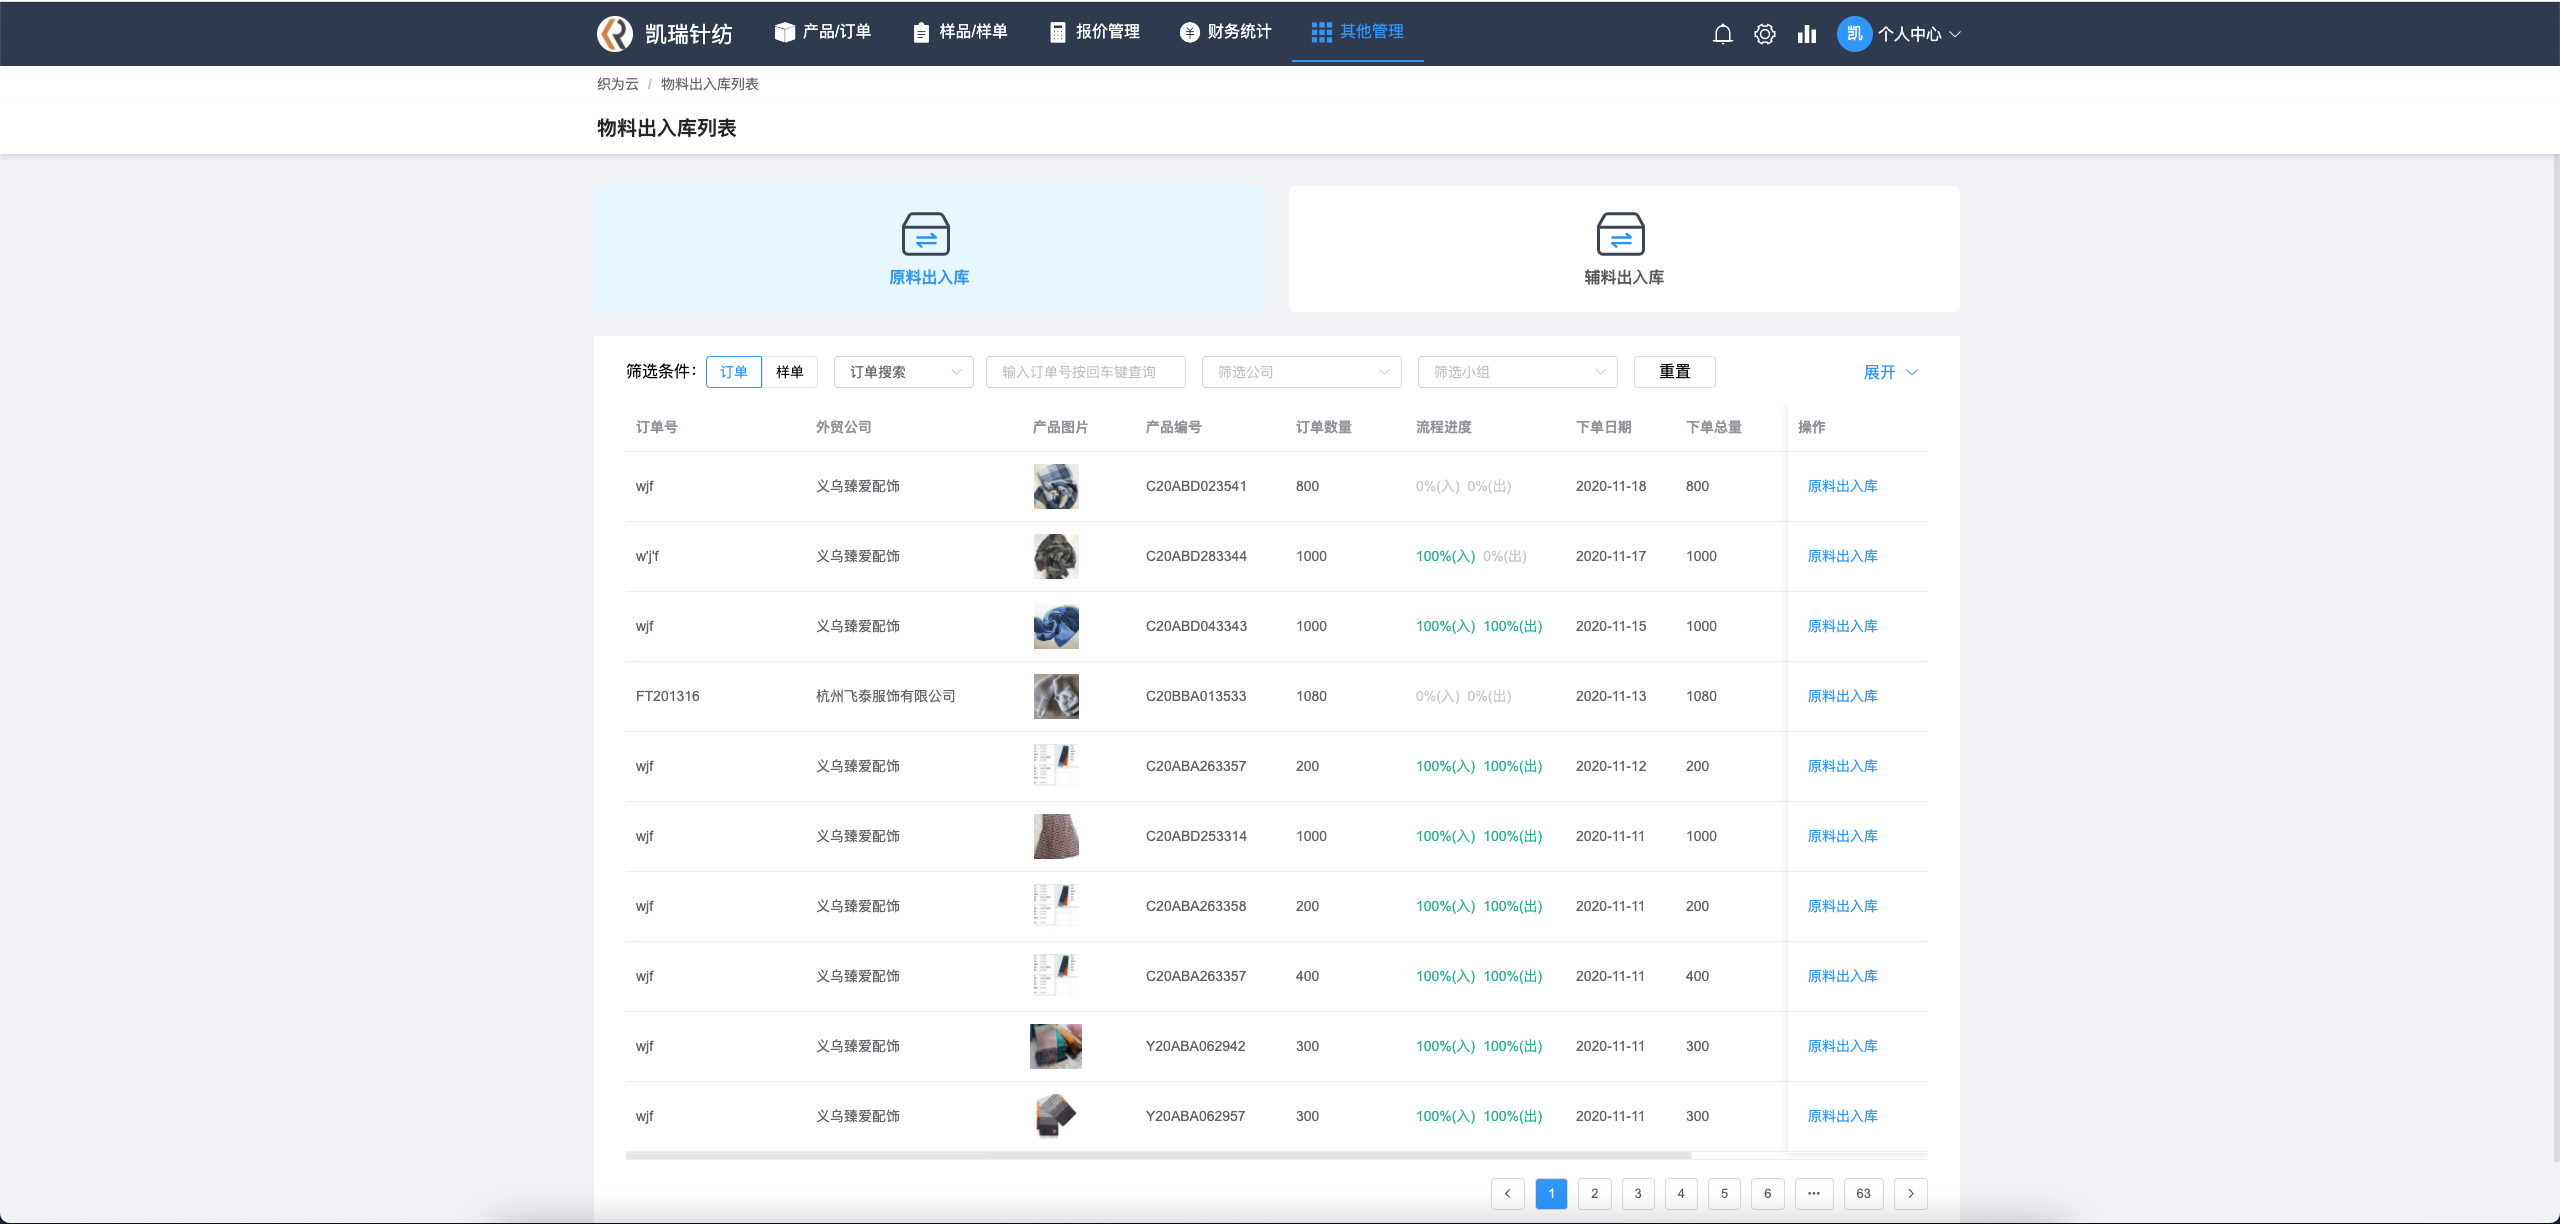 凯瑞针纺 产品/订单 样品/样单 报价管理 财务统计 其他管理 凯 个人中心
织为云 / 物料出入库列表
物料出入库列表
原料出入库 辅料出入库
筛选条件： 订单 样单 订单搜索 输入订单号按回车键查询 筛选公司 筛选小组 重置 展开
订单号 外贸公司 产品图片 产品编号 订单数量 流程进度 下单日期 下单总量 操作
wjf 义乌臻爱配饰 C20ABD023541 800 0%(入) 0%(出) 2020-11-18 800 原料出入库
w'j'f 义乌臻爱配饰 C20ABD283344 1000 100%(入) 0%(出) 2020-11-17 1000 原料出入库
wjf 义乌臻爱配饰 C20ABD043343 1000 100%(入) 100%(出) 2020-11-15 1000 原料出入库
FT201316 杭州飞泰服饰有限公司 C20BBA013533 1080 0%(入) 0%(出) 2020-11-13 1080 原料出入库
wjf 义乌臻爱配饰 C20ABA263357 200 100%(入) 100%(出) 2020-11-12 200 原料出入库
wjf 义乌臻爱配饰 C20ABD253314 1000 100%(入) 100%(出) 2020-11-11 1000 原料出入库
wjf 义乌臻爱配饰 C20ABA263358 200 100%(入) 100%(出) 2020-11-11 200 原料出入库
wjf 义乌臻爱配饰 C20ABA263357 400 100%(入) 100%(出) 2020-11-11 400 原料出入库
wjf 义乌臻爱配饰 Y20ABA062942 300 100%(入) 100%(出) 2020-11-11 300 原料出入库
wjf 义乌臻爱配饰 Y20ABA062957 300 100%(入) 100%(出) 2020-11-11 300 原料出入库
1 2 3 4 5 6 ··· 63